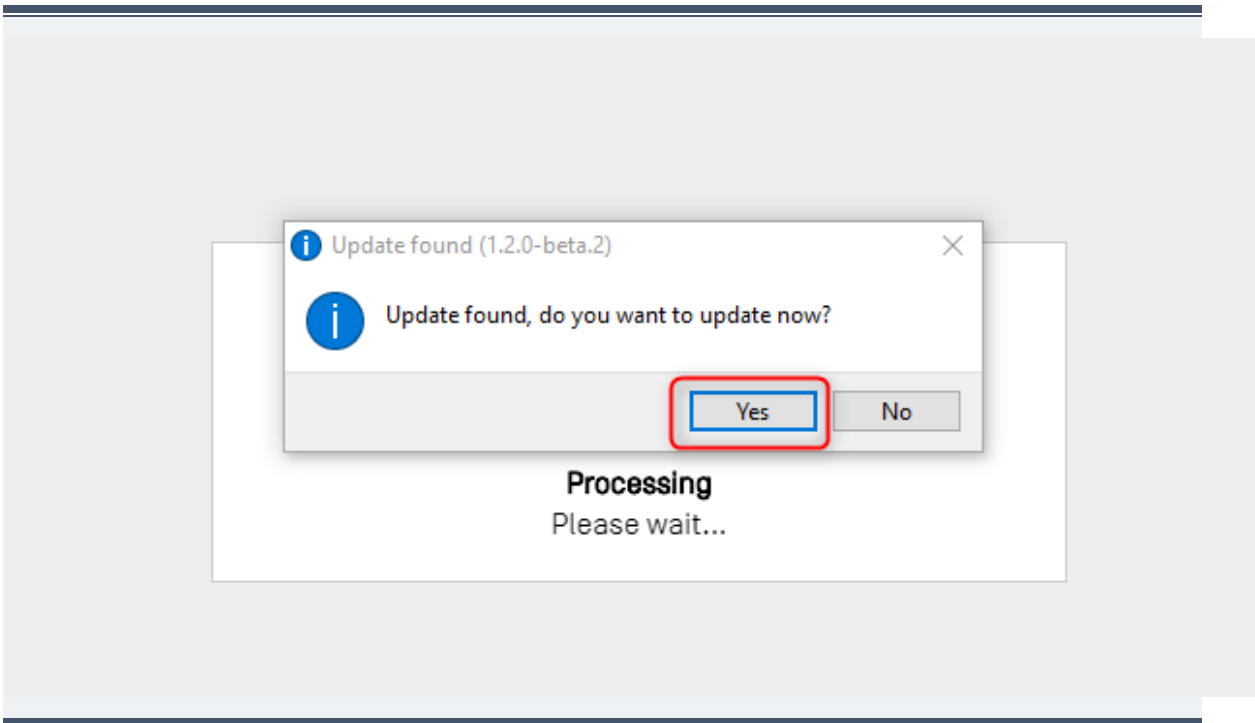 Update found (1.2.0-beta.2)
Update found, do you want to update now?
Yes No
Processing
Please wait...